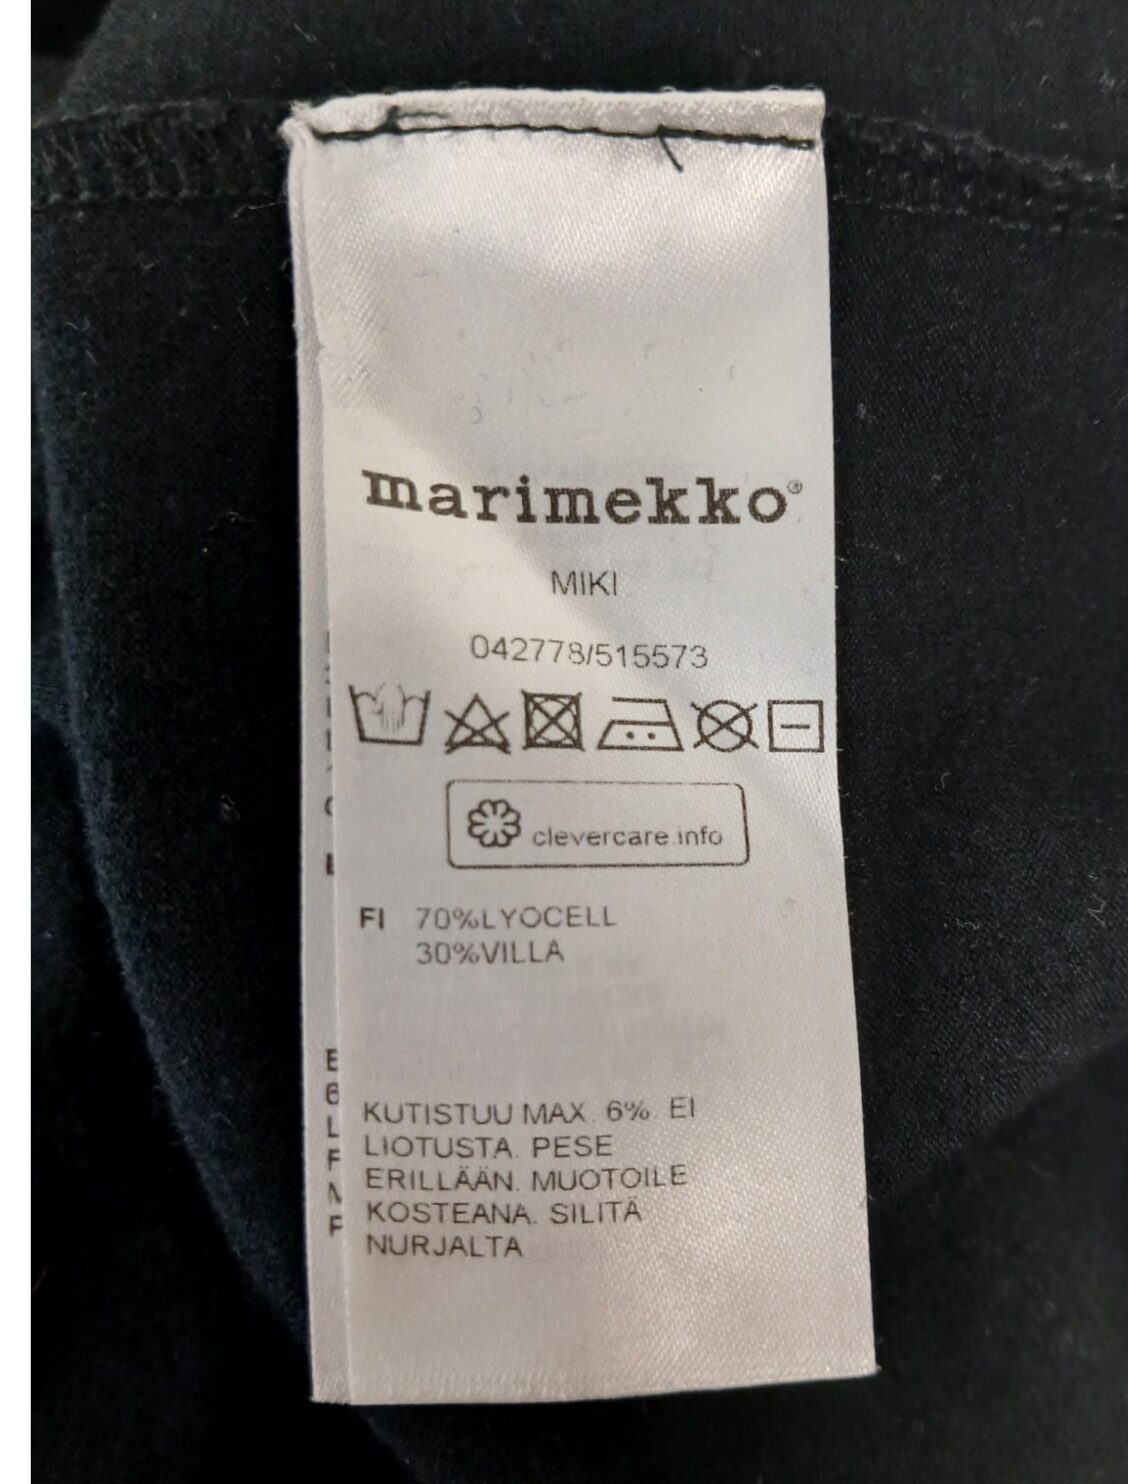 marimekko®
MIKI
042778/515573
clevercare.info
FI 70%LYOCELL
30%VILLA
KUTISTUU MAX. 6%. EI
LIOTUSTA. PESE
ERILLÄÄN. MUOTOILE
KOSTEANA. SILITÄ
NURJALTA